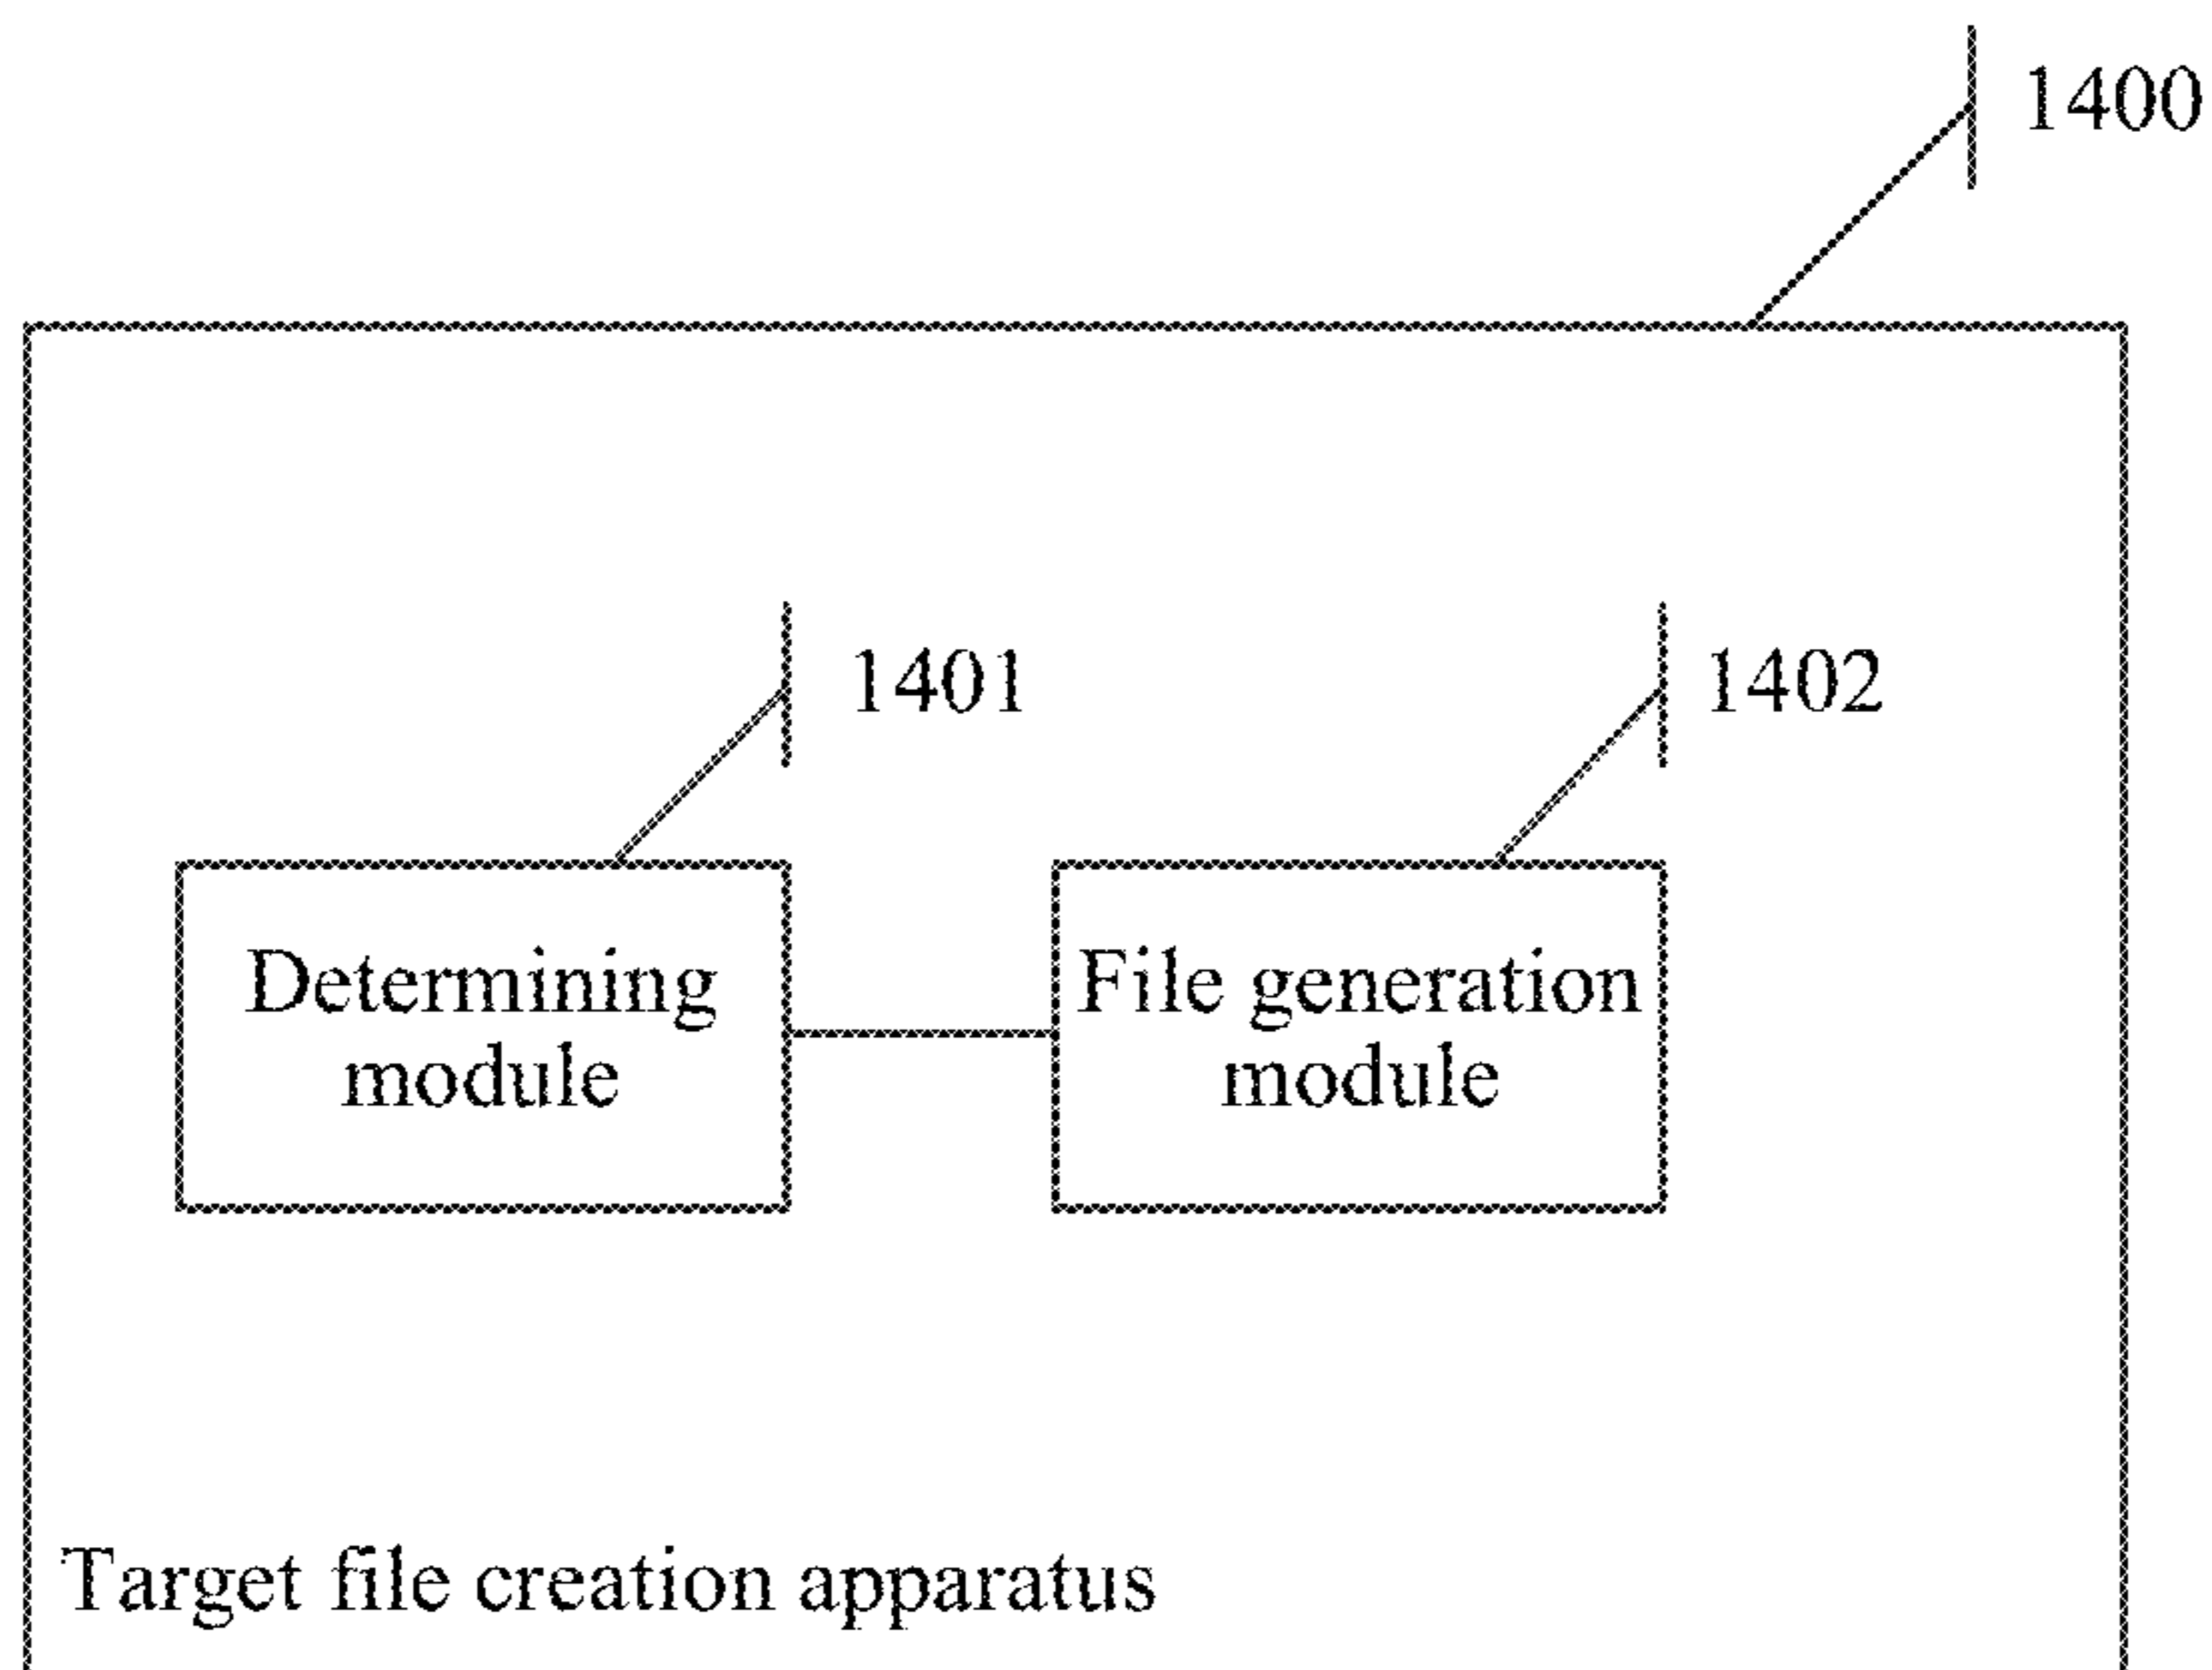 1400
1401
1402
Determining
module
File generation
module
Target file creation apparatus